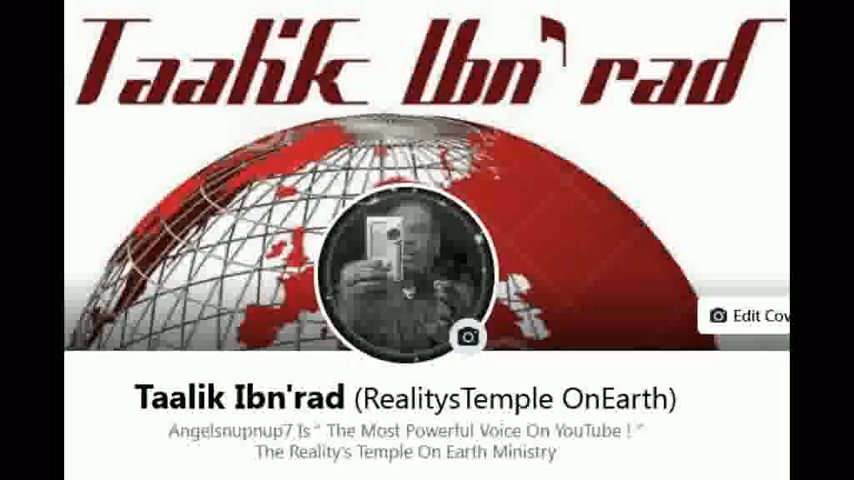 Taalik Ibn'rad
Edit Cov
Taalik Ibn'rad (RealitysTemple OnEarth)
Angelsnupnup7 Is " The Most Powerful Voice On YouTube ! "
The Reality's Temple On Earth Ministry